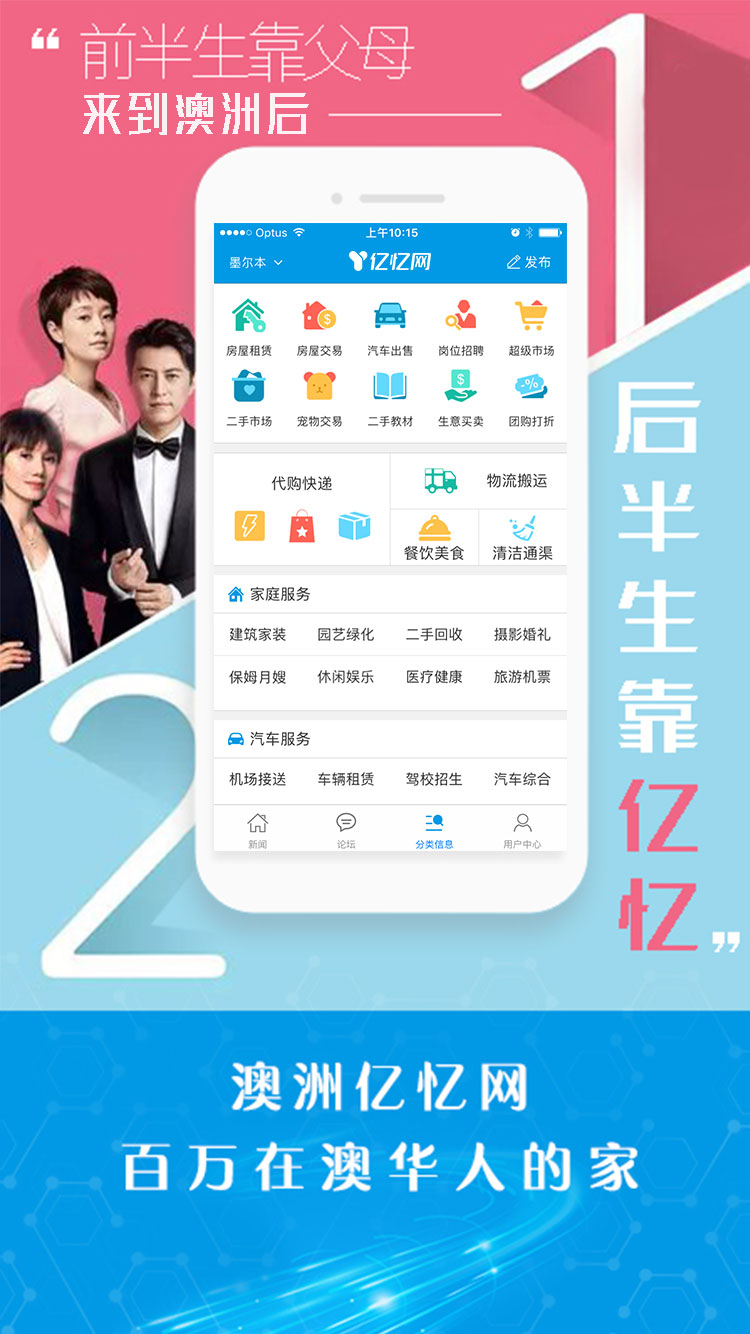 “ 前半生靠父母
来到澳洲后
1
Optus 上午10:15
墨尔本 亿忆网 发布
房屋租赁 房屋交易 汽车出售 岗位招聘 超级市场
二手市场 宠物交易 二手教材 生意买卖 团购打折
代购快递 物流搬运
餐饮美食 清洁通渠
家庭服务
建筑家装 园艺绿化 二手回收 摄影婚礼
保姆月嫂 休闲娱乐 医疗健康 旅游机票
汽车服务
机场接送 车辆租赁 驾校招生 汽车综合
新闻 论坛 分类信息 用户中心
2
后半生靠亿忆 ”
澳洲亿忆网
百万在澳华人的家